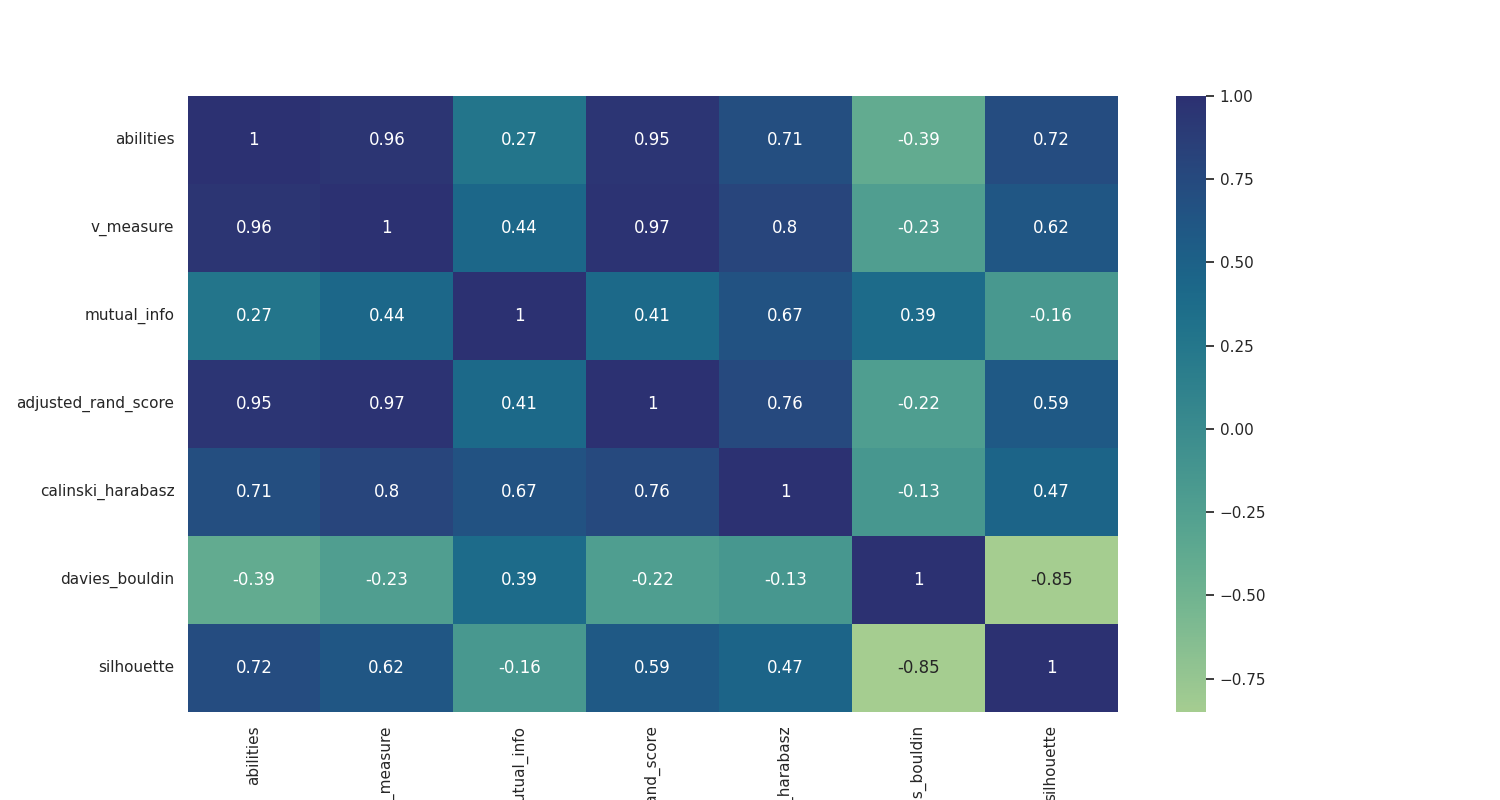 abilities 1 0.96 0.27 0.95 0.71 -0.39 0.72
v_measure 0.96 1 0.44 0.97 0.8 -0.23 0.62
mutual_info 0.27 0.44 1 0.41 0.67 0.39 -0.16
adjusted_rand_score 0.95 0.97 0.41 1 0.76 -0.22 0.59
calinski_harabasz 0.71 0.8 0.67 0.76 1 -0.13 0.47
davies_bouldin -0.39 -0.23 0.39 -0.22 -0.13 1 -0.85
silhouette 0.72 0.62 -0.16 0.59 0.47 -0.85 1
abilities
_measure
utual_info
and_score
_harabasz
s_bouldin
silhouette
1.00
0.75
0.50
0.25
0.00
−0.25
−0.50
−0.75